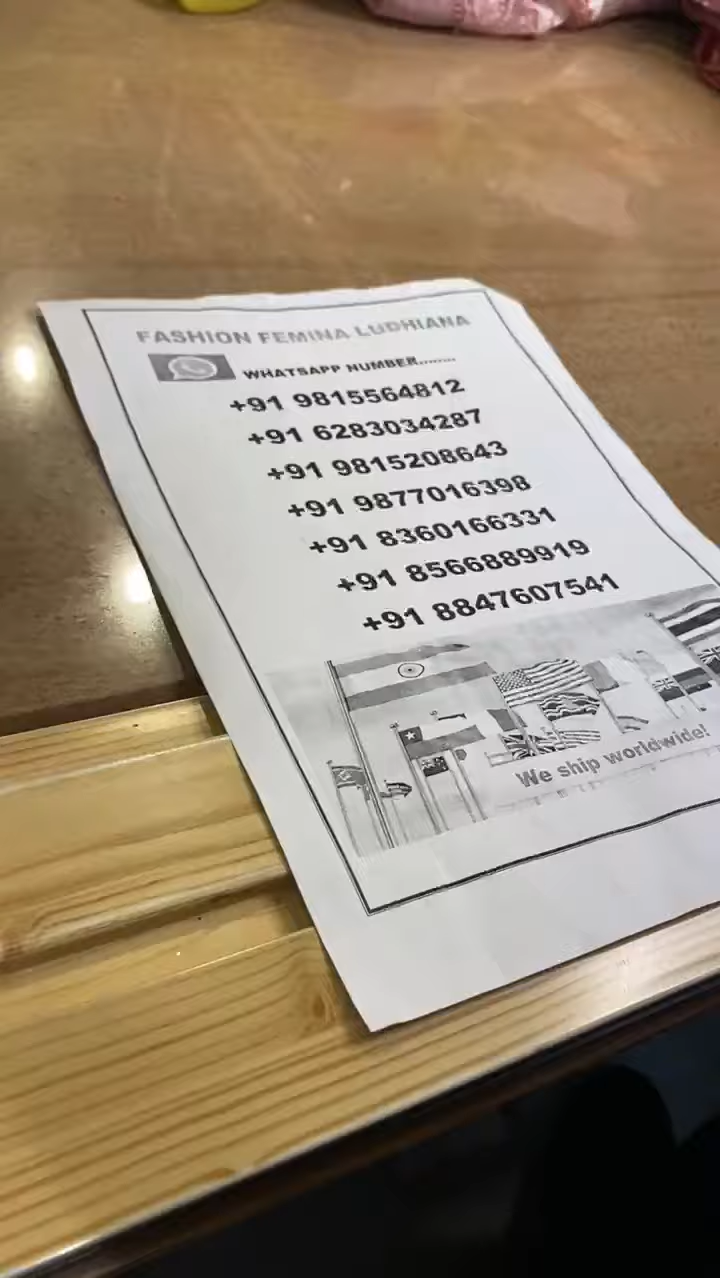 FASHION FEMINA LUDHIANA
WHATSAPP NUMBER........
+91 9815564812
+91 6283034287
+91 9815208643
+91 9877016398
+91 8360166331
+91 8566889919
+91 8847607541
We ship worldwide!